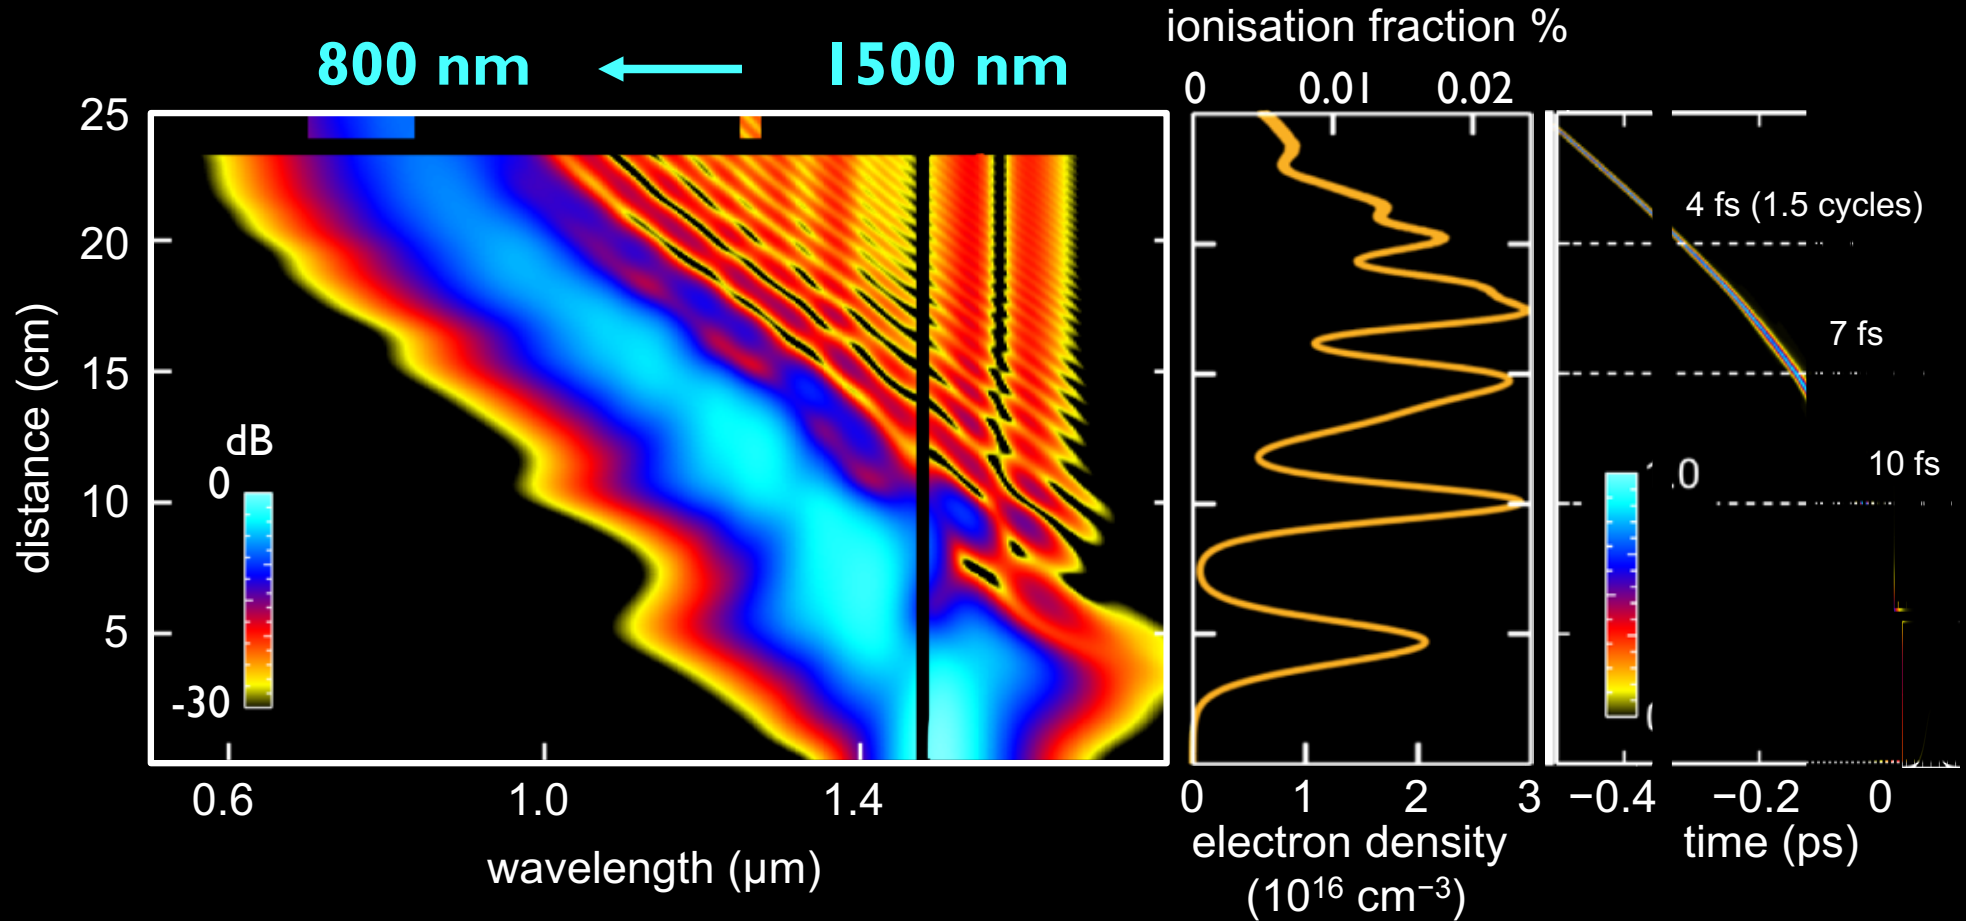 ionisation fraction %
800 nm
1500 nm
0
0.01
0.02
25
20
15
10
5
distance (cm)
dB
0
-30
4 fs (1.5 cycles)
7 fs
10 fs
.0
0.6
1.0
1.4
wavelength (μm)
0
1
2
3
electron density
(10¹⁶ cm⁻³)
−0.4
−0.2
0
time (ps)